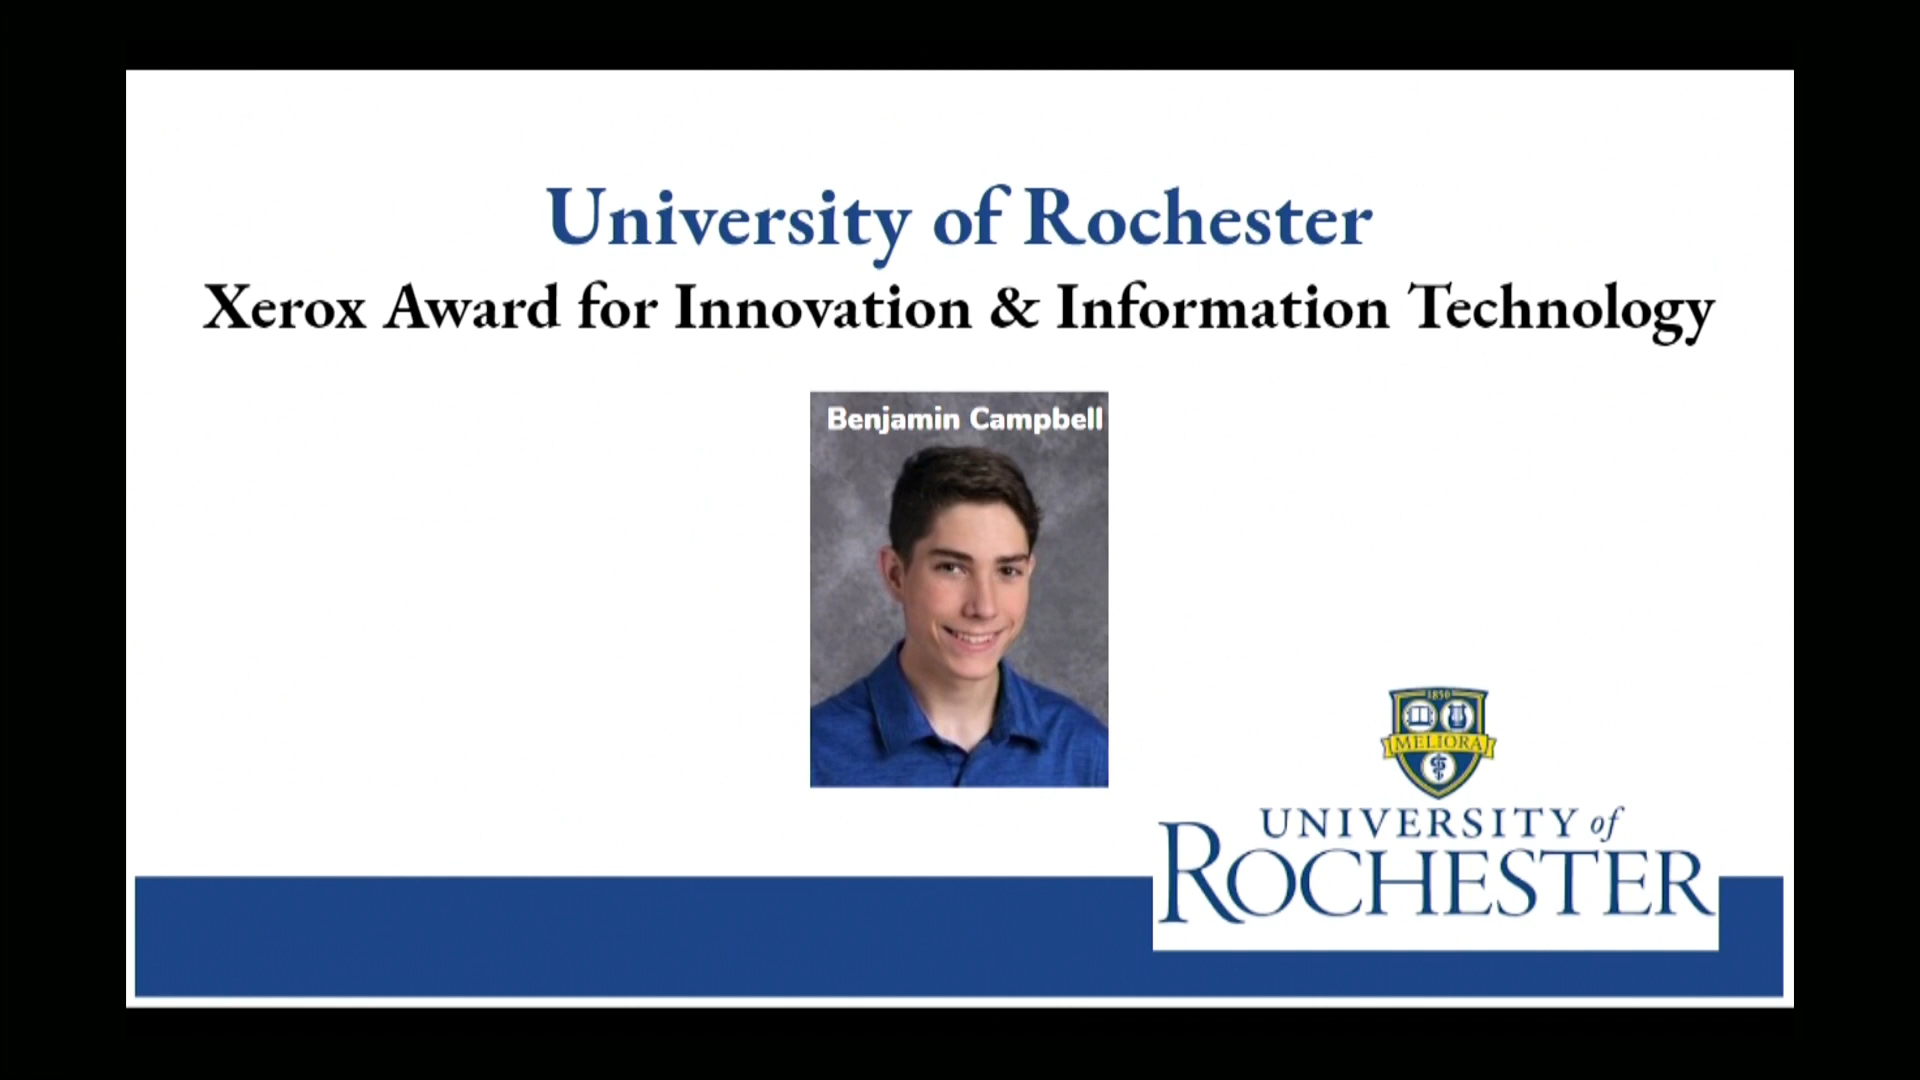 University of Rochester
Xerox Award for Innovation & Information Technology
Benjamin Campbell
1850
MELIORA
UNIVERSITY of
ROCHESTER